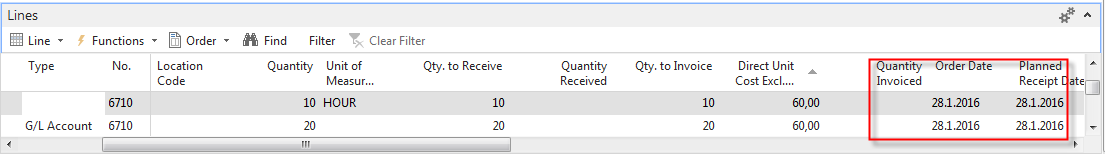 Lines
Line Functions Order Find Filter Clear Filter
Type No. Location Code Quantity Unit of Measur... Qty. to Receive Quantity Received Qty. to Invoice Direct Unit Cost Excl.... Quantity Invoiced Order Date Planned Receipt Date
6710 10 HOUR 10 10 60,00 28.1.2016 28.1.2016
G/L Account 6710 20 20 20 60,00 28.1.2016 28.1.2016